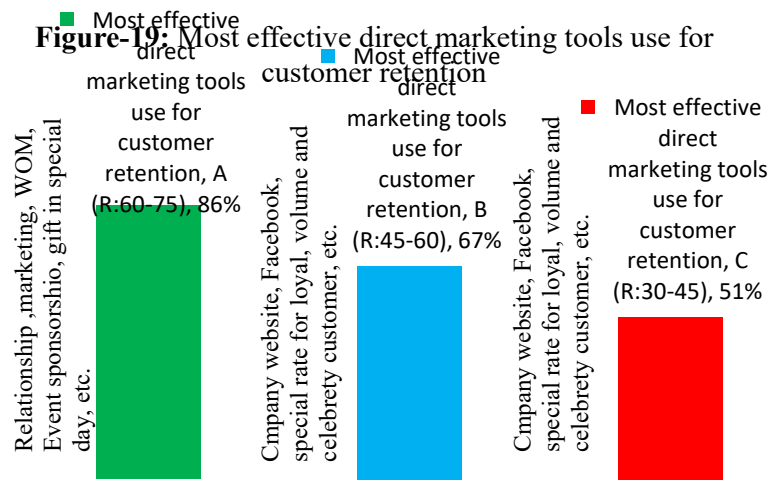 Figure-19: Most effective direct marketing tools use for
customer retention
Most effective
direct
marketing tools
use for
customer
retention, A
(R:60-75), 86%
Most effective
direct
marketing tools
use for
customer
retention, B
(R:45-60), 67%
Most effective
direct
marketing tools
use for
customer
retention, C
(R:30-45), 51%
Relationship ,marketing, WOM,
Event sponsorshio, gift in special
day, etc.
Cmpany website, Facebook,
special rate for loyal, volume and
celebrety customer, etc.
Cmpany website, Facebook,
special rate for loyal, volume and
celebrety customer, etc.